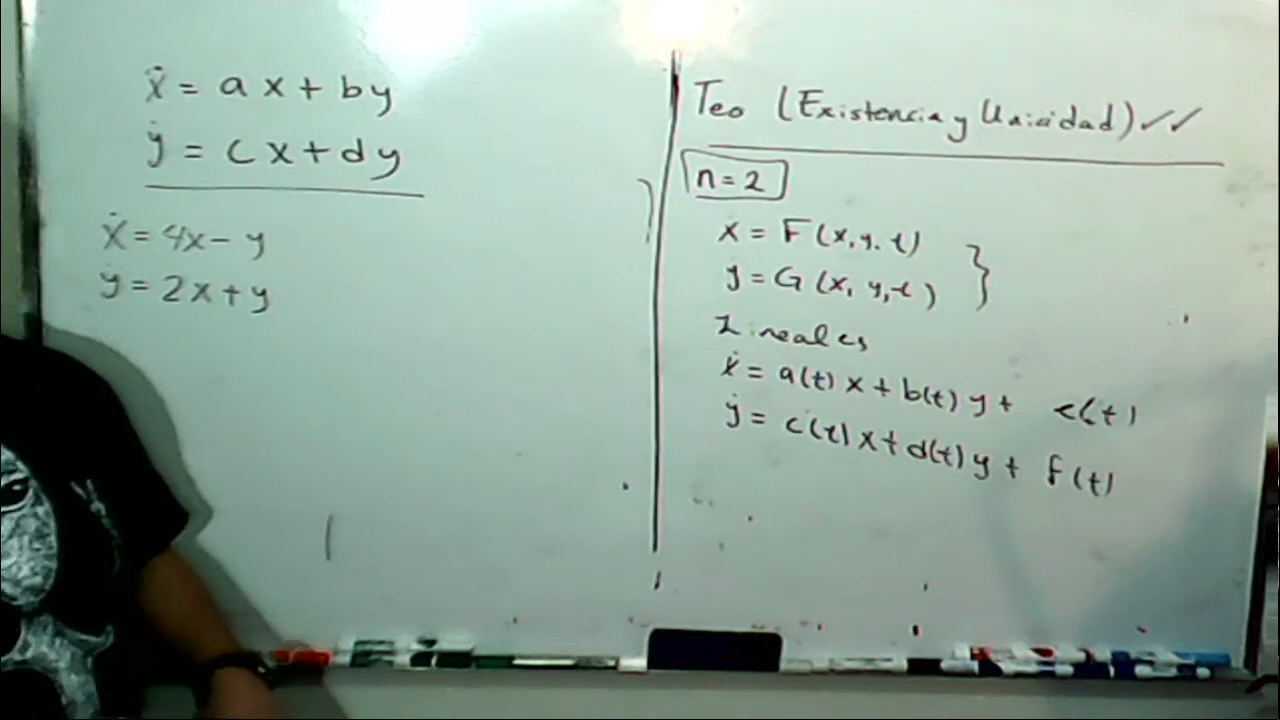 ẋ = ax + by
ẏ = cx + dy
ẋ = 4x - y
ẏ = 2x + y
Teo (Existencia y Unicidad) ✓✓
n = 2
ẋ = F(x, y, t)
ẏ = G(x, y, t)
Lineales
ẋ = a(t) x + b(t) y + e(t)
ẏ = c(t) x + d(t) y + f(t)